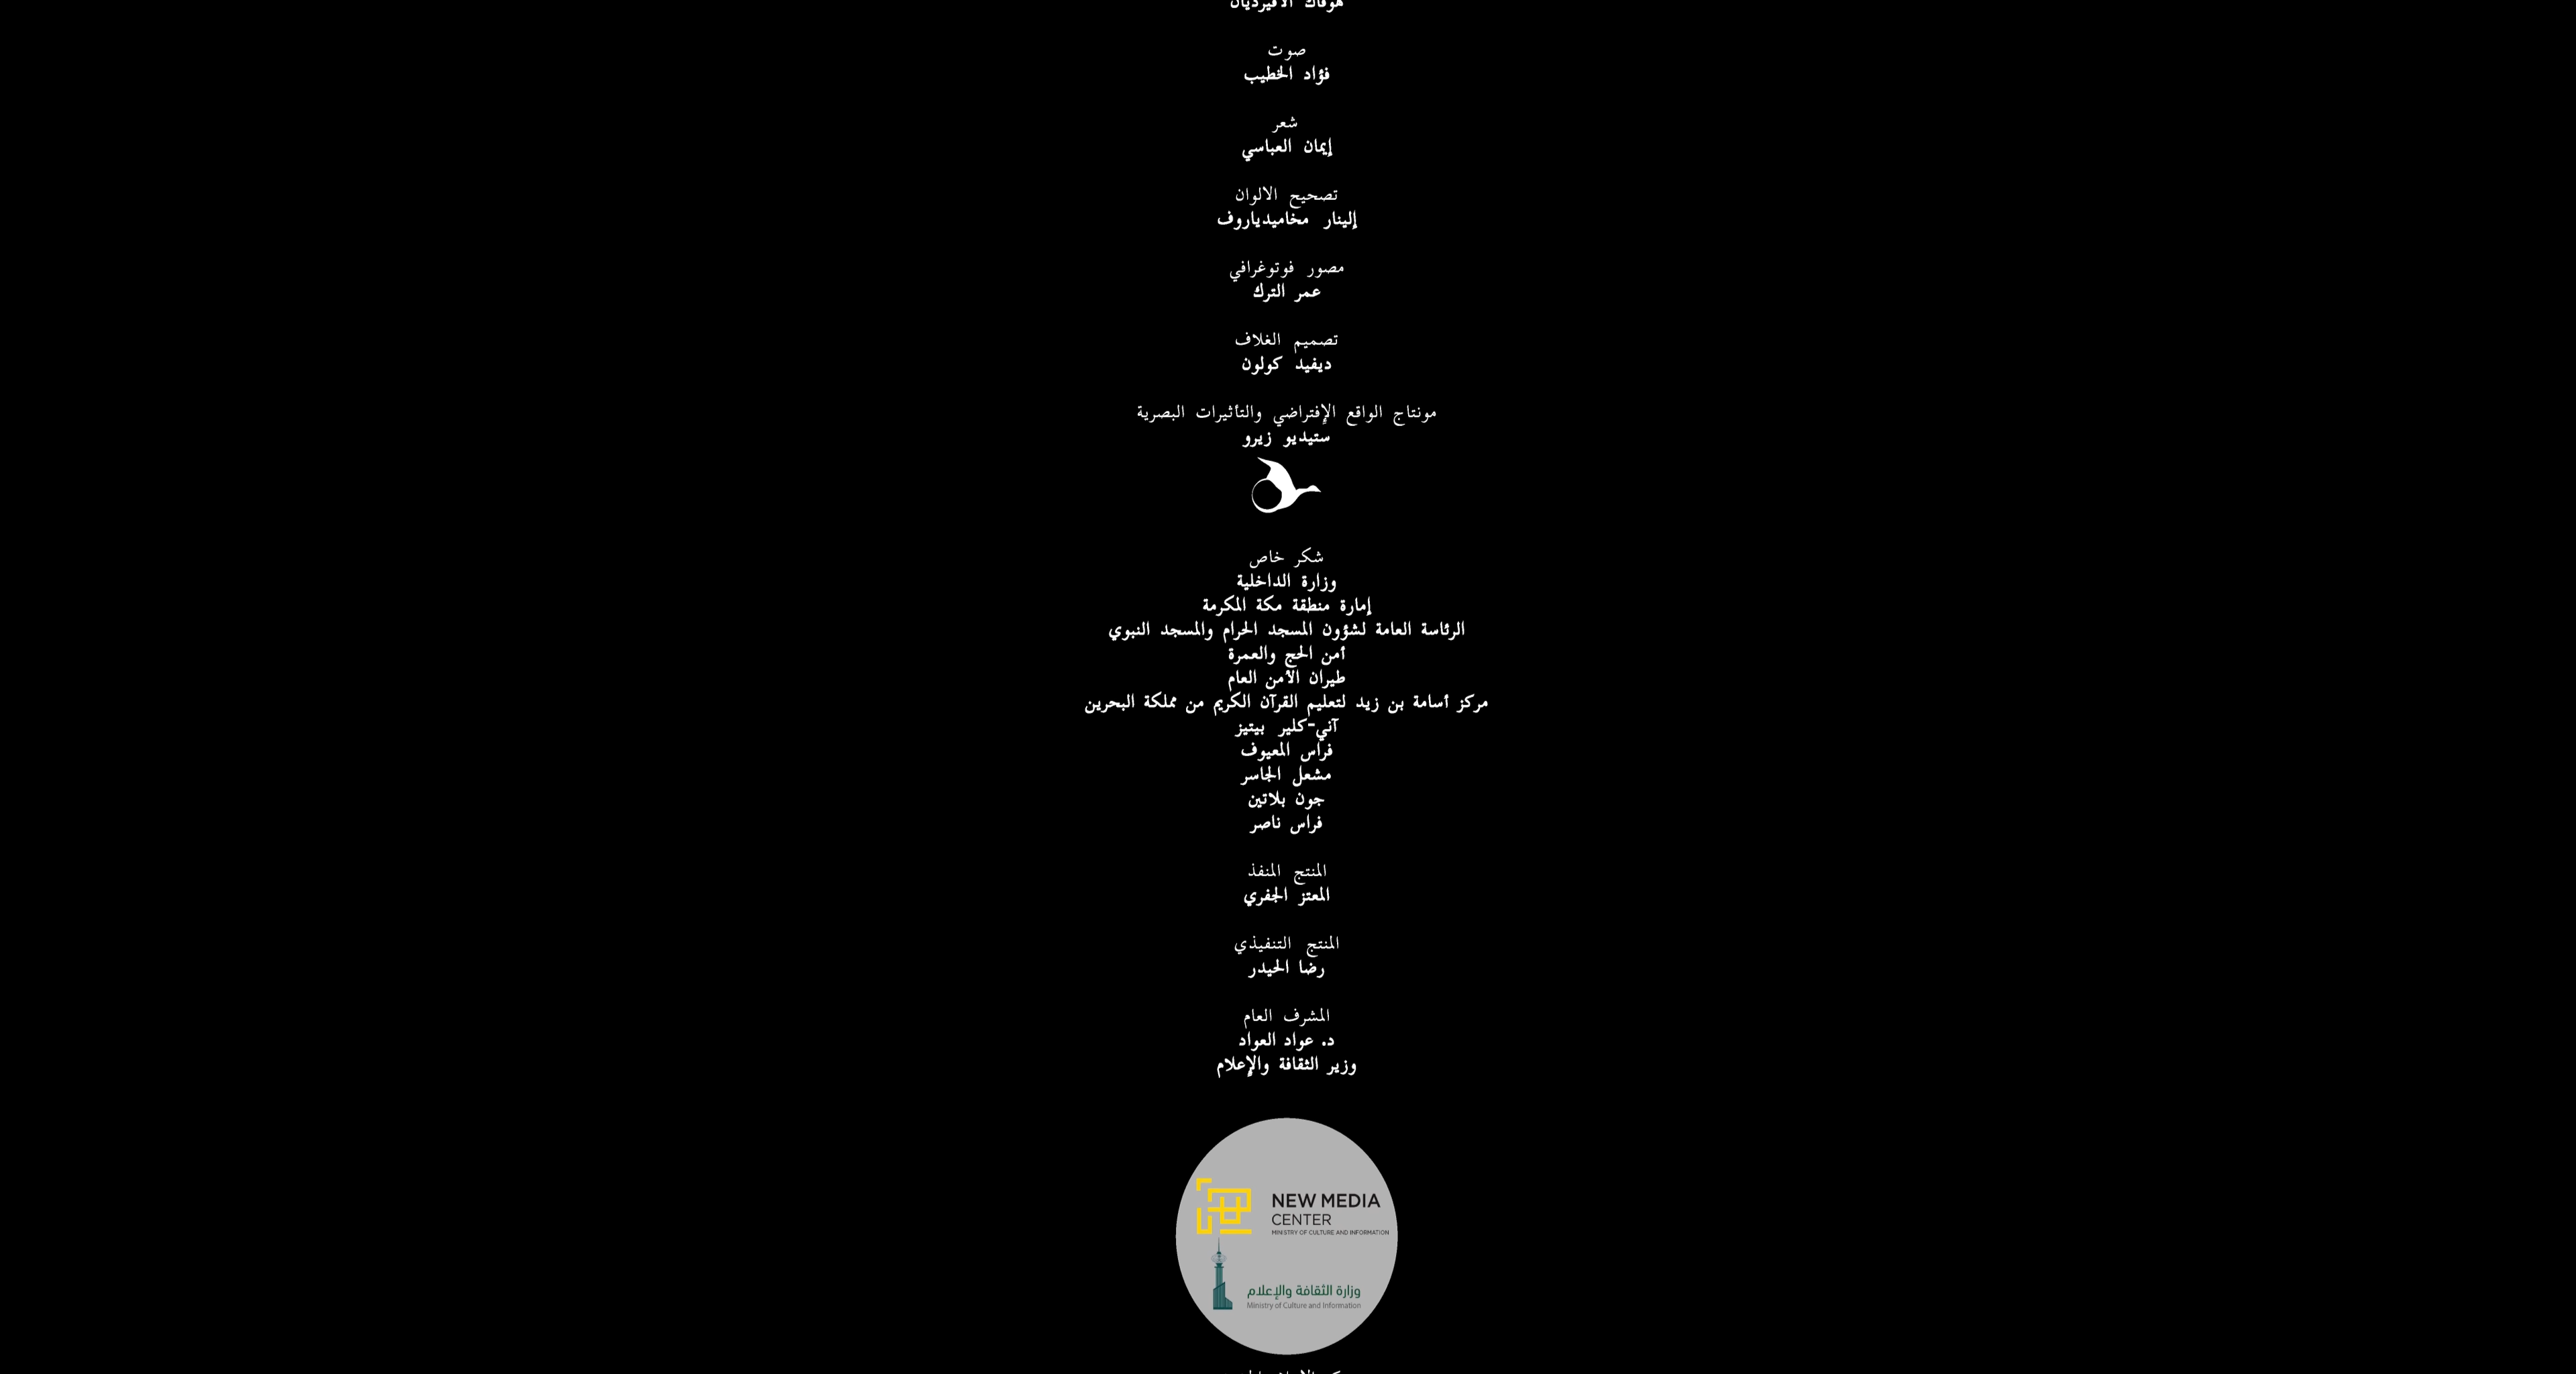 صوت
فؤاد الخطيب
شعر
إيمان العباسي
تصحيح الالوان
إلينار مخاميدياروف
مصور فوتوغرافي
عمر الترك
تصميم الغلاف
ديفيد كولون
مونتاج الواقع الإفتراضي والتأثيرات البصرية
ستيديو زيرو
شكر خاص
وزارة الداخلية
إمارة منطقة مكة المكرمة
الرئاسة العامة لشؤون المسجد الحرام والمسجد النبوي
أمن الحج والعمرة
طيران الأمن العام
مركز أسامة بن زيد لتعليم القرآن الكريم من مملكة البحرين
آني-كلير بيتيز
فراس المعيوف
مشعل الجاسر
جون بلاتين
فراس ناصر
المنتج المنفذ
المعتز الجفري
المنتج التنفيذي
رضا الحيدر
المشرف العام
د. عواد العواد
وزير الثقافة والإعلام
NEW MEDIA
CENTER
MINISTRY OF CULTURE AND INFORMATION
وزارة الثقافة والإعلام
Ministry of Culture and Information